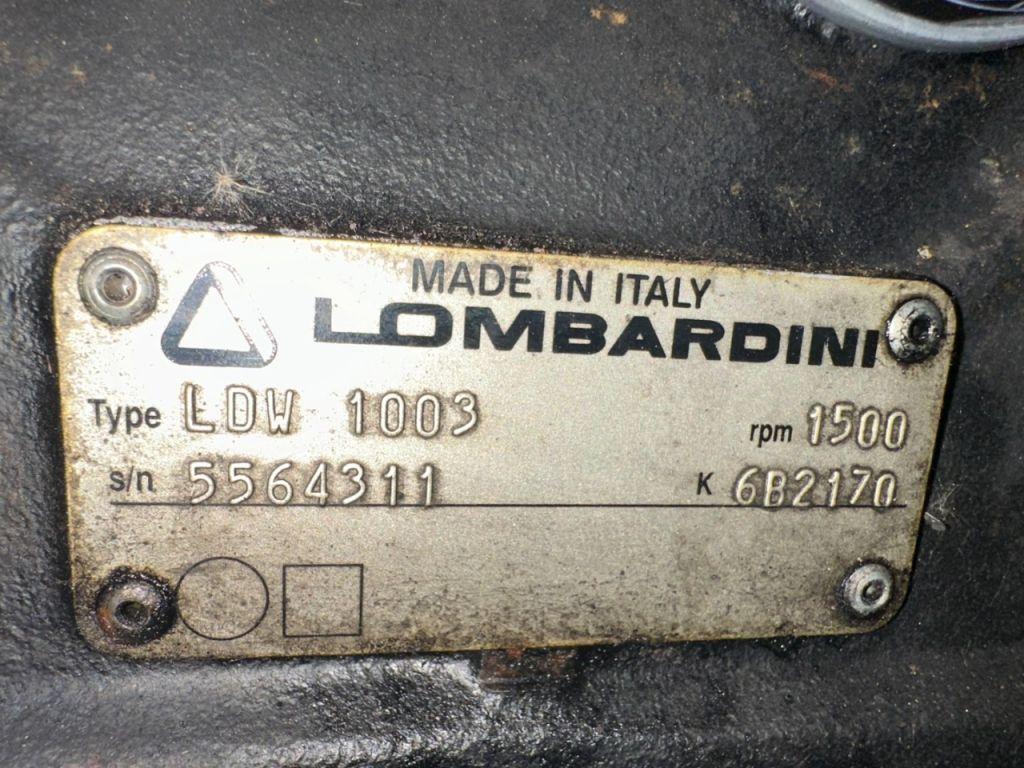 MADE IN ITALY
LOMBARDINI
Type LDW 1003 rpm 1500
s/n 5564311 K 6B2170